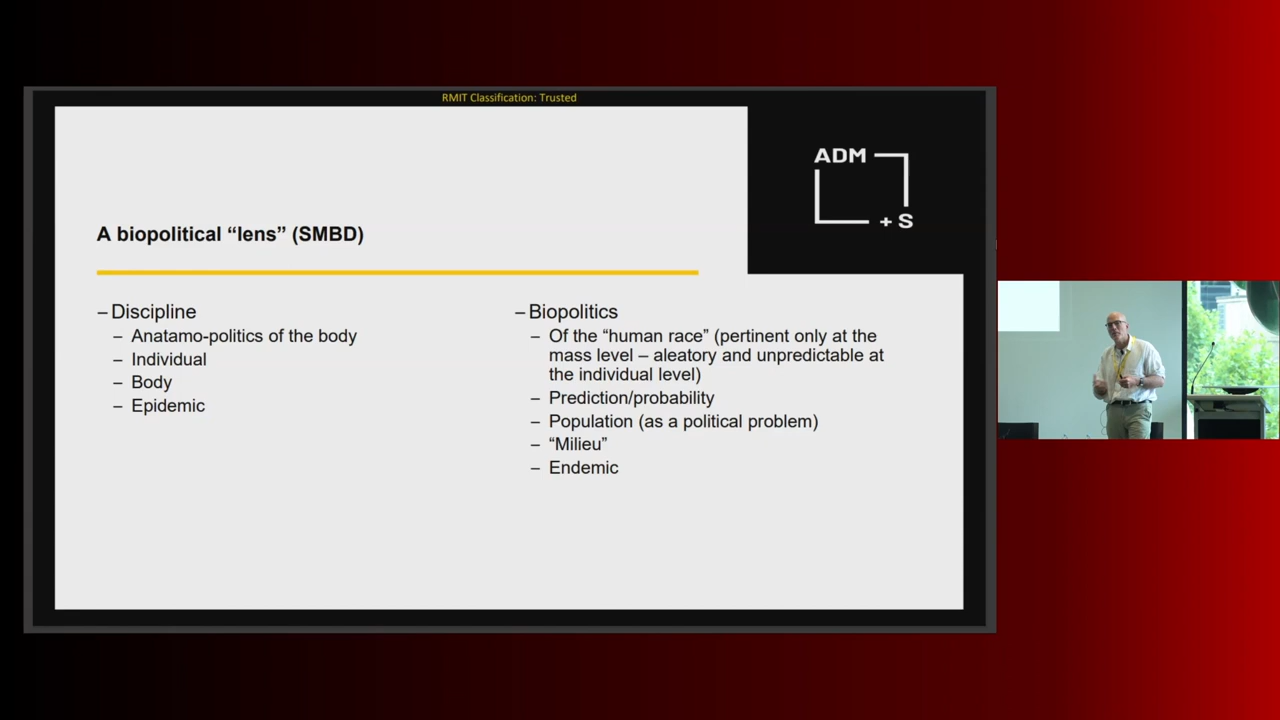 RMIT Classification: Trusted
ADM
+ S
A biopolitical “lens” (SMBD)
– Discipline
– Anatamo-politics of the body
– Individual
– Body
– Epidemic
– Biopolitics
– Of the “human race” (pertinent only at the
mass level – aleatory and unpredictable at
the individual level)
– Prediction/probability
– Population (as a political problem)
– “Milieu”
– Endemic